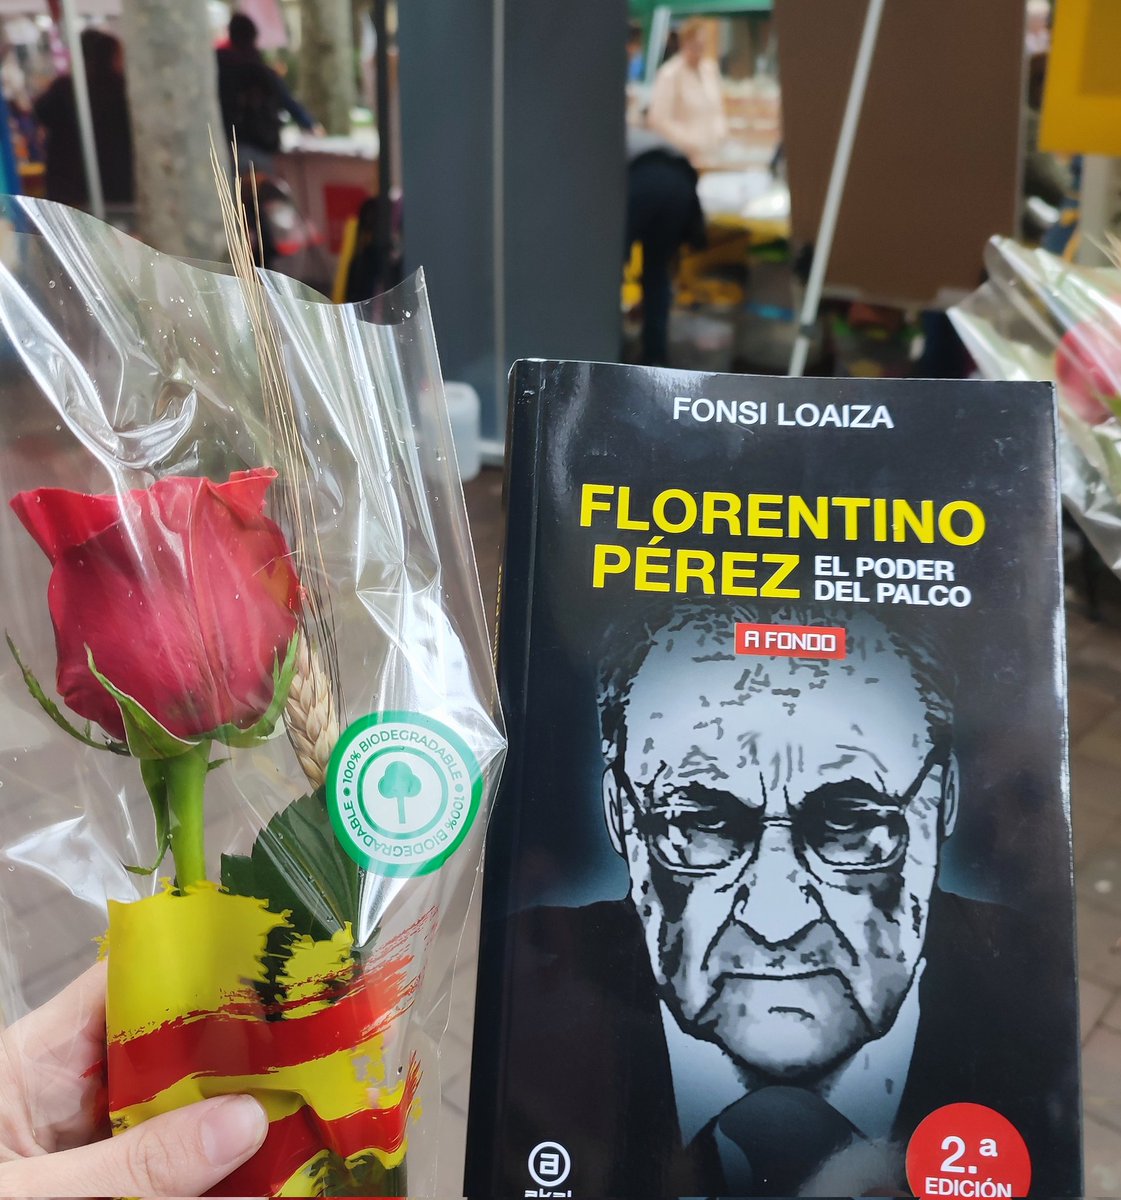 FONSI LOAIZA
FLORENTINO
PÉREZ EL PODER
DEL PALCO
A FONDO
100% BIODEGRADABLE • 100% BIODEGRADABLE •
a
akal
2.ª
EDICIÓN